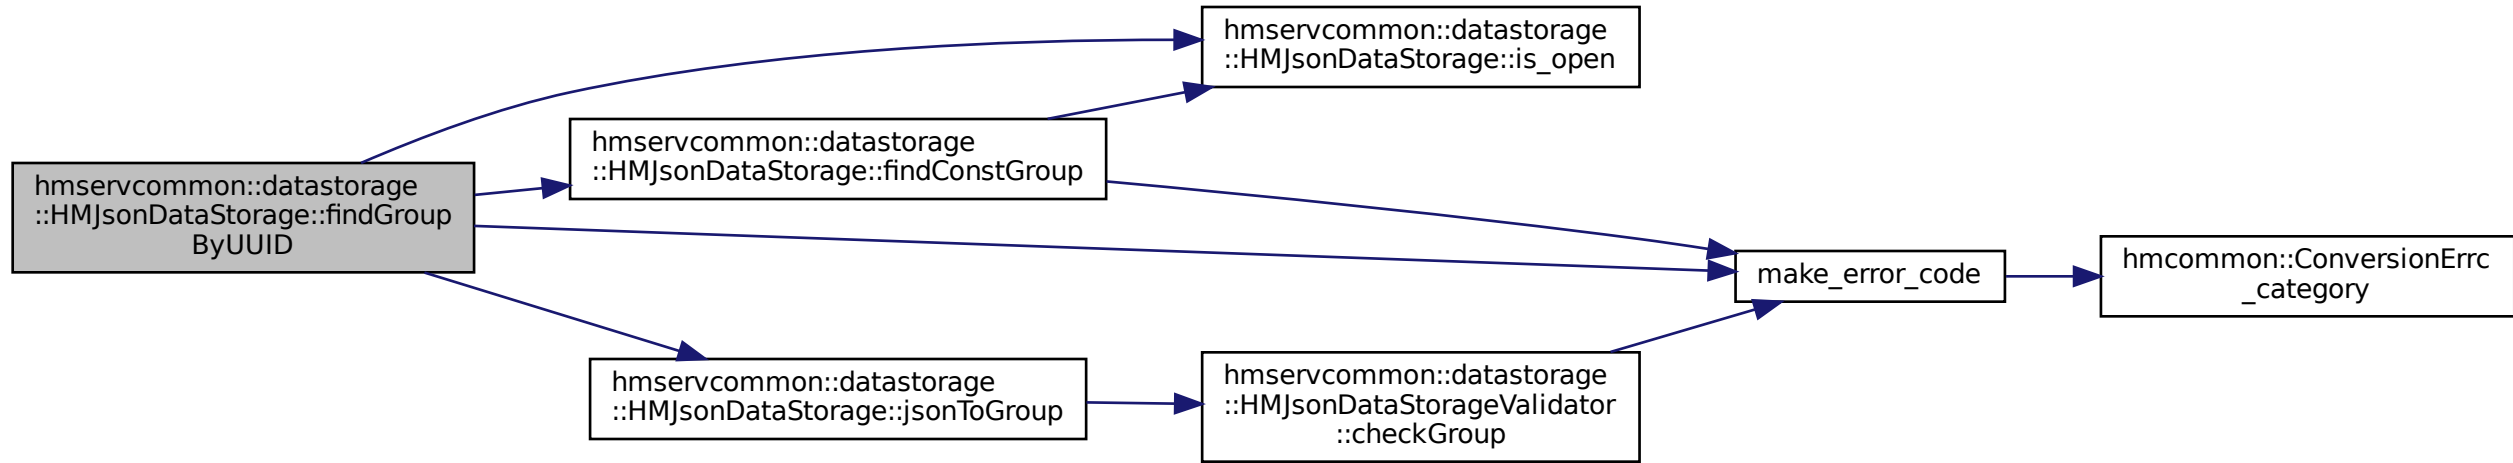 hmservcommon::datastorage
::HMJsonDataStorage::findGroup
ByUUID
hmservcommon::datastorage
::HMJsonDataStorage::findConstGroup
hmservcommon::datastorage
::HMJsonDataStorage::is_open
make_error_code
hmcommon::ConversionErrc
_category
hmservcommon::datastorage
::HMJsonDataStorage::jsonToGroup
hmservcommon::datastorage
::HMJsonDataStorageValidator
::checkGroup